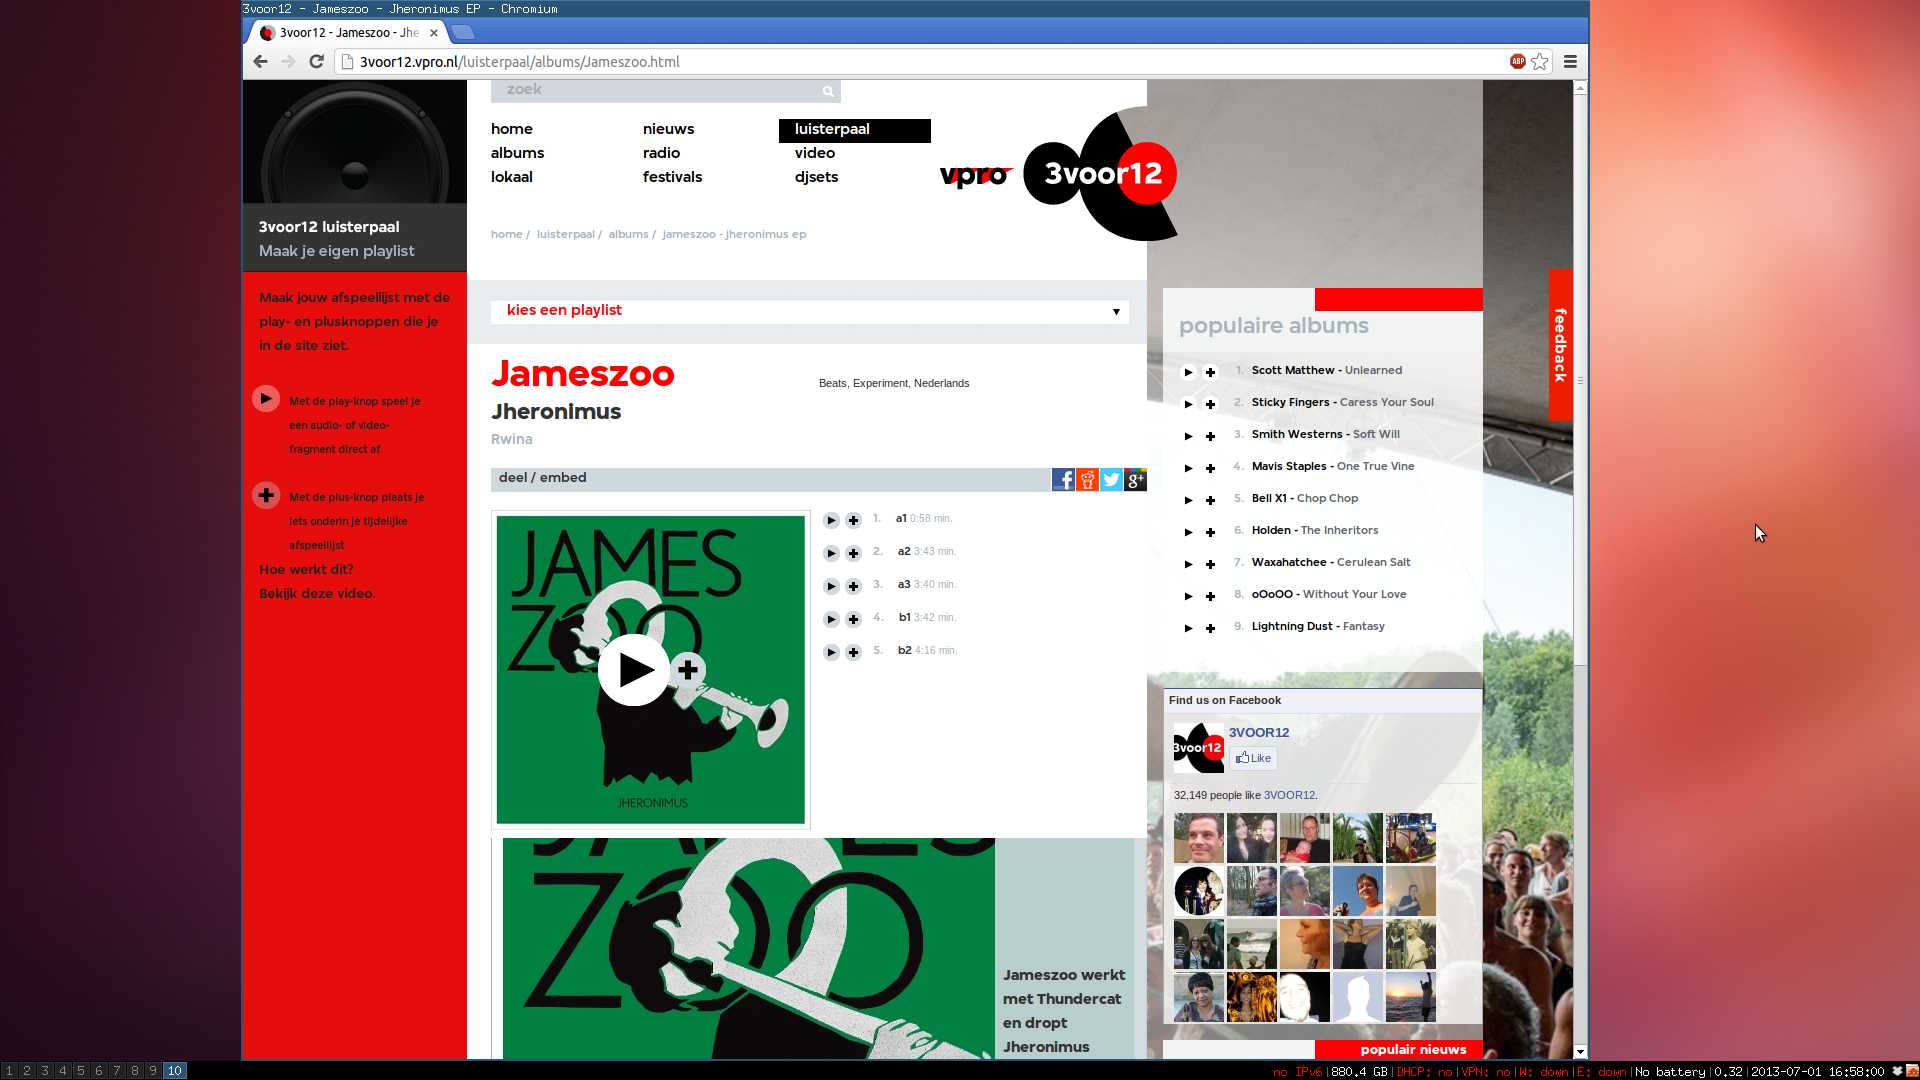 3voor12 - Jameszoo - Jheronimus EP - Chromium
3voor12 - Jameszoo - Jhe
3voor12.vpro.nl/luisterpaal/albums/Jameszoo.html
ABP
zoek
home nieuws luisterpaal
albums radio video
lokaal festivals djsets
vpro 3voor12
home / luisterpaal / albums / jameszoo - jheronimus ep
3voor12 luisterpaal
Maak je eigen playlist
Maak jouw afspeellijst met de
play- en plusknoppen die je
in de site ziet.
Met de play-knop speel je
een audio- of video-
fragment direct af
Met de plus-knop plaats je
iets onderin je tijdelijke
afspeellijst
Hoe werkt dit?
Bekijk deze video.
kies een playlist
Jameszoo
Beats, Experiment, Nederlands
Jheronimus
Rwina
deel / embed
JAMES
ZOO
JHERONIMUS
1. a1 0:58 min.
2. a2 3:43 min.
3. a3 3:40 min.
4. b1 3:42 min.
5. b2 4:16 min.
JAMES
ZOO
Jameszoo werkt
met Thundercat
en dropt
Jheronimus
populaire albums
1. Scott Matthew - Unlearned
2. Sticky Fingers - Caress Your Soul
3. Smith Westerns - Soft Will
4. Mavis Staples - One True Vine
5. Bell X1 - Chop Chop
6. Holden - The Inheritors
7. Waxahatchee - Cerulean Salt
8. oOoOO - Without Your Love
9. Lightning Dust - Fantasy
feedback
Find us on Facebook
3voor12
3VOOR12
Like
32,149 people like 3VOOR12.
populair nieuws
1 2 3 4 5 6 7 8 9 10
no IPv6|880.4 GB|DHCP: no|VPN: no|W: down|E: down|No battery|0.32|2013-07-01 16:58:00